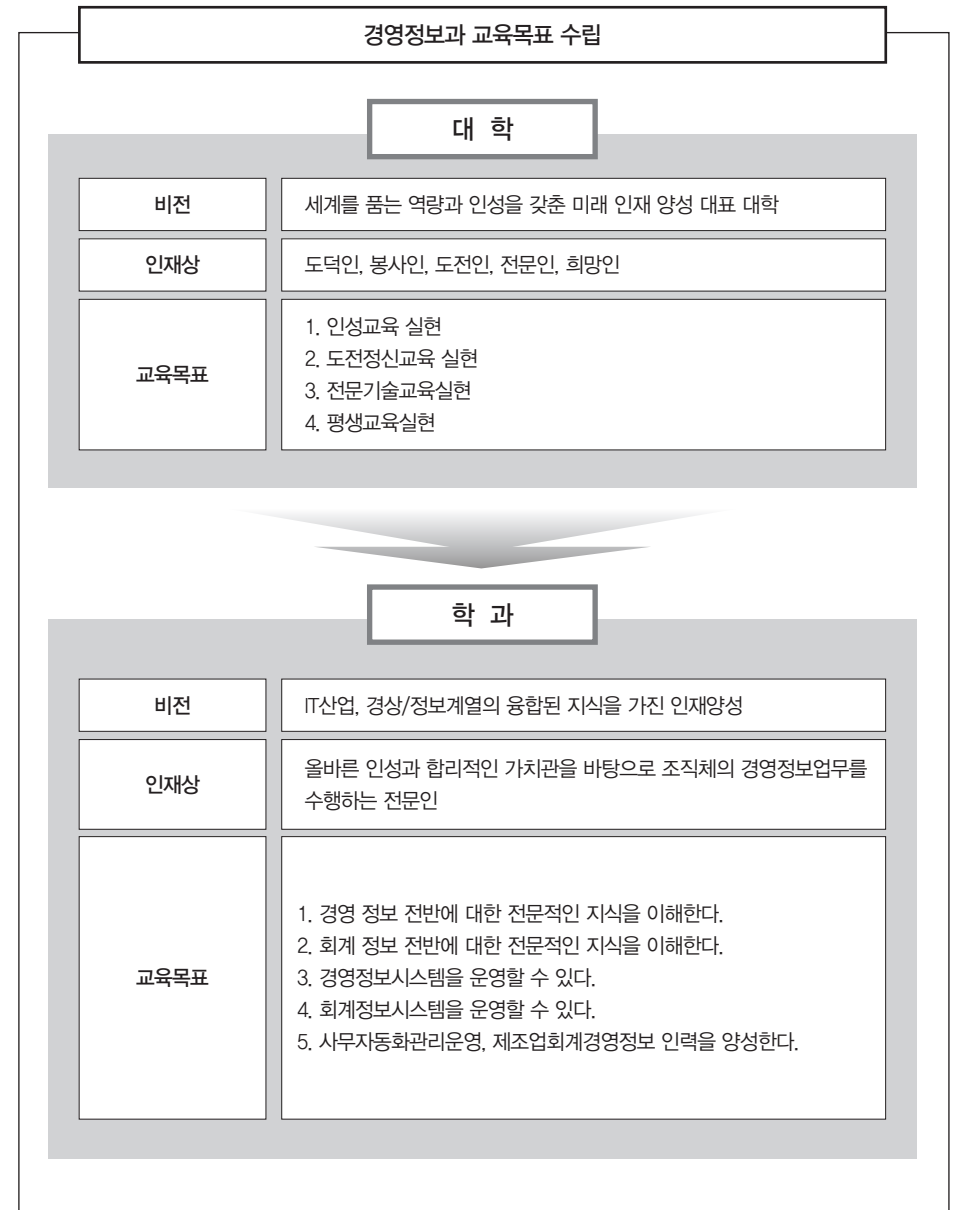 경영정보과 교육목표 수립
대 학
비전
세계를 품는 역량과 인성을 갖춘 미래 인재 양성 대표 대학
인재상
도덕인, 봉사인, 도전인, 전문인, 희망인
교육목표
1. 인성교육 실현
2. 도전정신교육 실현
3. 전문기술교육실현
4. 평생교육실현
학 과
비전
IT산업, 경상/정보계열의 융합된 지식을 가진 인재양성
인재상
올바른 인성과 합리적인 가치관을 바탕으로 조직체의 경영정보업무를
수행하는 전문인
교육목표
1. 경영 정보 전반에 대한 전문적인 지식을 이해한다.
2. 회계 정보 전반에 대한 전문적인 지식을 이해한다.
3. 경영정보시스템을 운영할 수 있다.
4. 회계정보시스템을 운영할 수 있다.
5. 사무자동화관리운영, 제조업회계경영정보 인력을 양성한다.